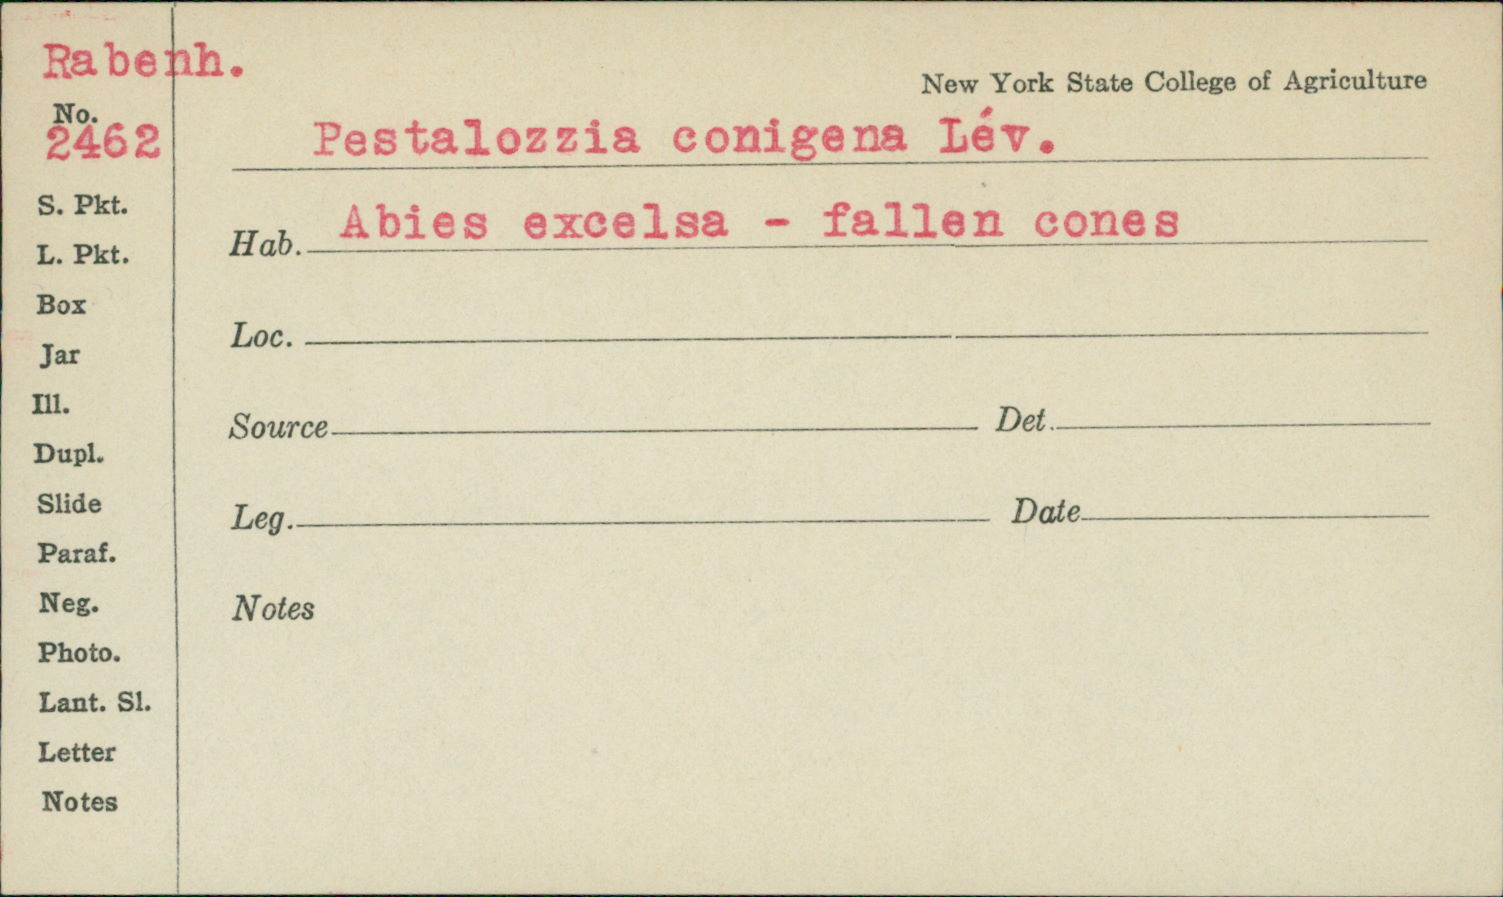 Rabenh.
New York State College of Agriculture
No.
2462
Pestalozzia conigena Lév.
S. Pkt.
Hab. Abies excelsa - fallen cones
L. Pkt.
Box
Loc.
Jar
Ill.
Source Det.
Dupl.
Slide
Leg. Date
Paraf.
Neg.
Notes
Photo.
Lant. Sl.
Letter
Notes